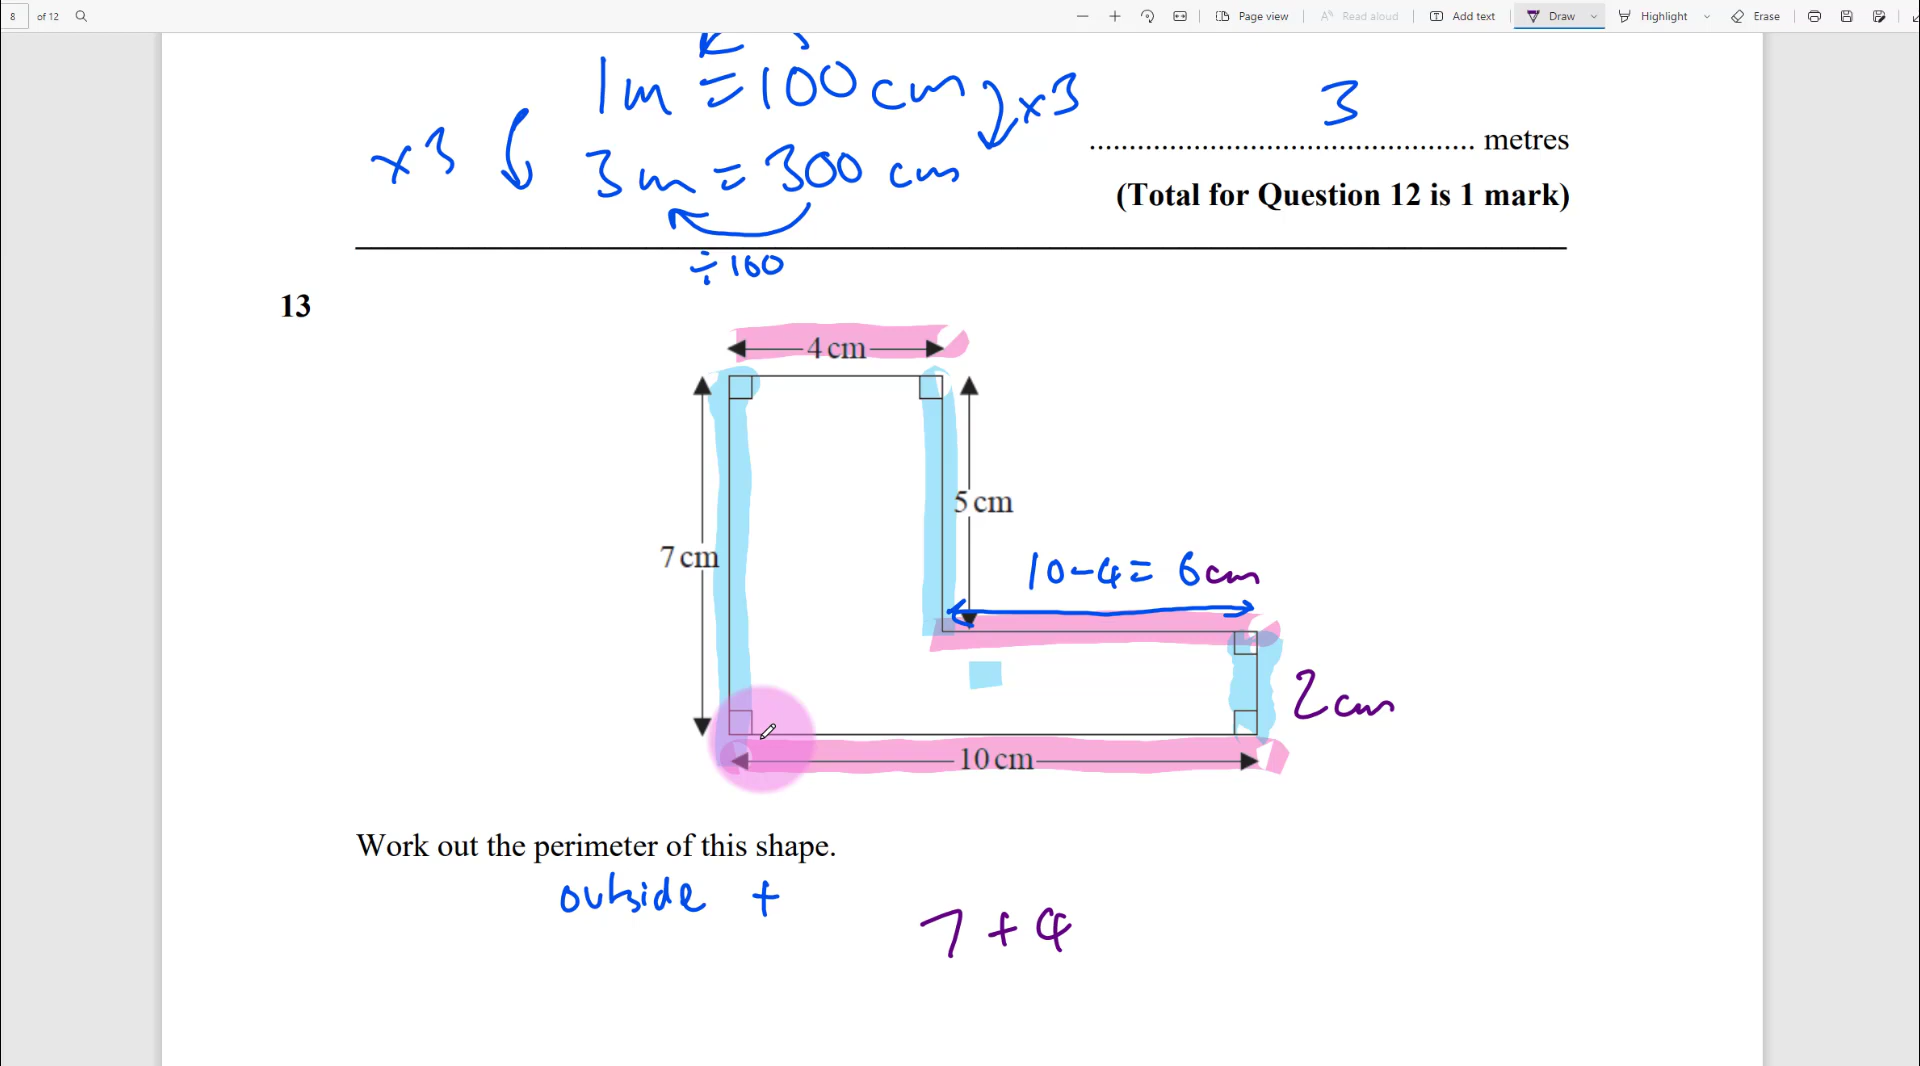 8 of 12 Page view Read aloud Add text Draw Highlight Erase
1m = 100 cm
×3 ×3
3
3m = 300 cm
.................................................. metres
(Total for Question 12 is 1 mark)
÷ 100
13
4 cm
5 cm
7 cm
10 - 4 = 6cm
2cm
10 cm
Work out the perimeter of this shape.
outside +
7 + 4